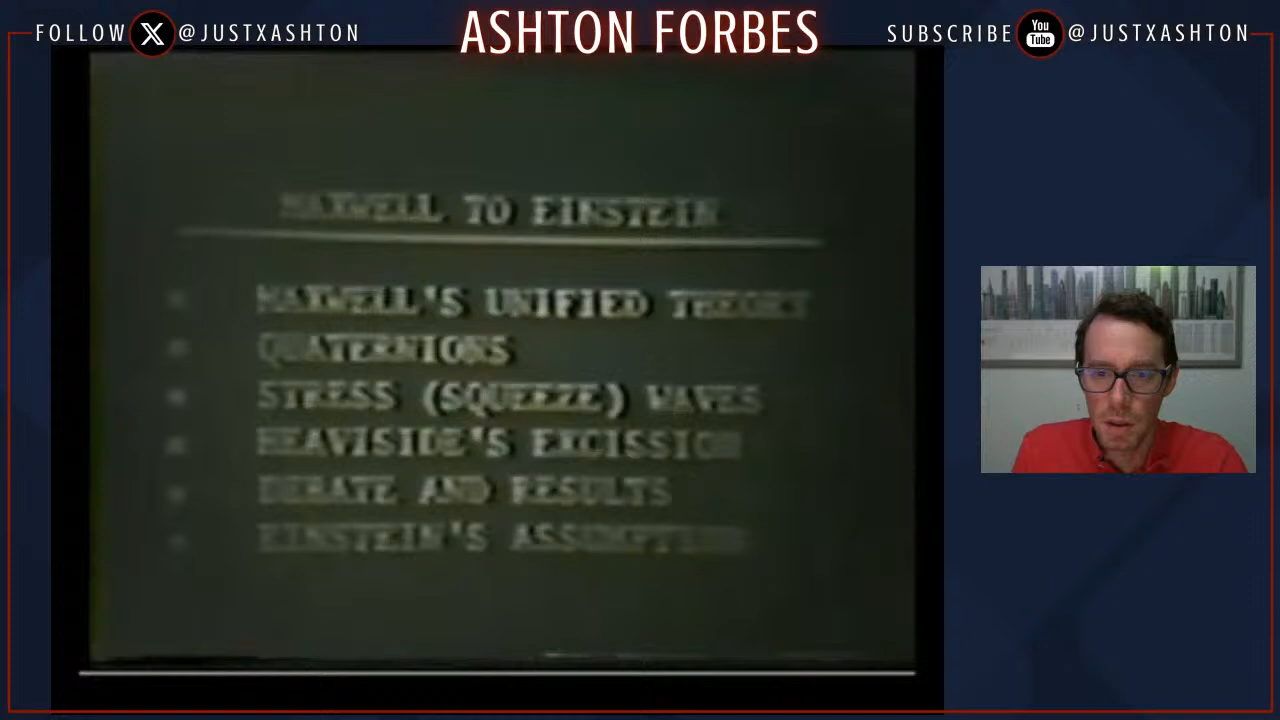 FOLLOW X @JUSTXASHTON
ASHTON FORBES
SUBSCRIBE You Tube @JUSTXASHTON
MAXWELL TO EINSTEIN
MAXWELL'S UNIFIED THEORY
QUATERNIONS
STRESS (SQUEEZE) WAVES
HEAVISIDE'S EXCISSION
DEBATE AND RESULTS
EINSTEIN'S